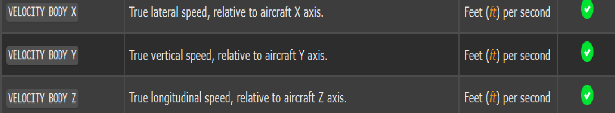 VELOCITY BODY X True lateral speed, relative to aircraft X axis. Feet (ft) per second
VELOCITY BODY Y True vertical speed, relative to aircraft Y axis. Feet (ft) per second
VELOCITY BODY Z True longitudinal speed, relative to aircraft Z axis. Feet (ft) per second